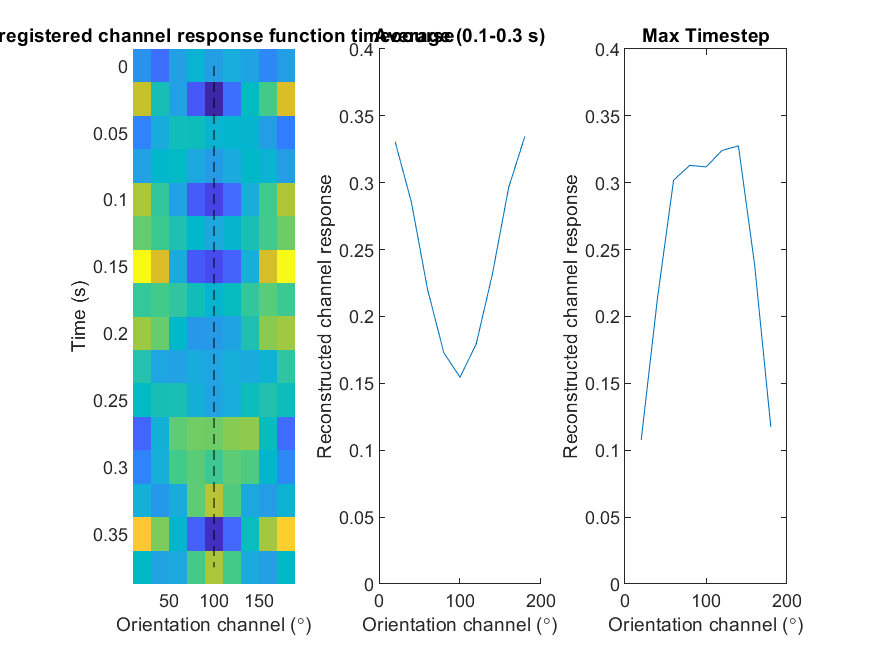 registered channel response function timecourse
Average (0.1-0.3 s)
Max Timestep
0
0.05
0.1
0.15
0.2
0.25
0.3
0.35
Time (s)
50 100 150
Orientation channel (°)
0.4
0.35
0.3
0.25
0.2
0.15
0.1
0.05
0
Reconstructed channel response
0 100 200
Orientation channel (°)
0.4
0.35
0.3
0.25
0.2
0.15
0.1
0.05
0
Reconstructed channel response
0 100 200
Orientation channel (°)